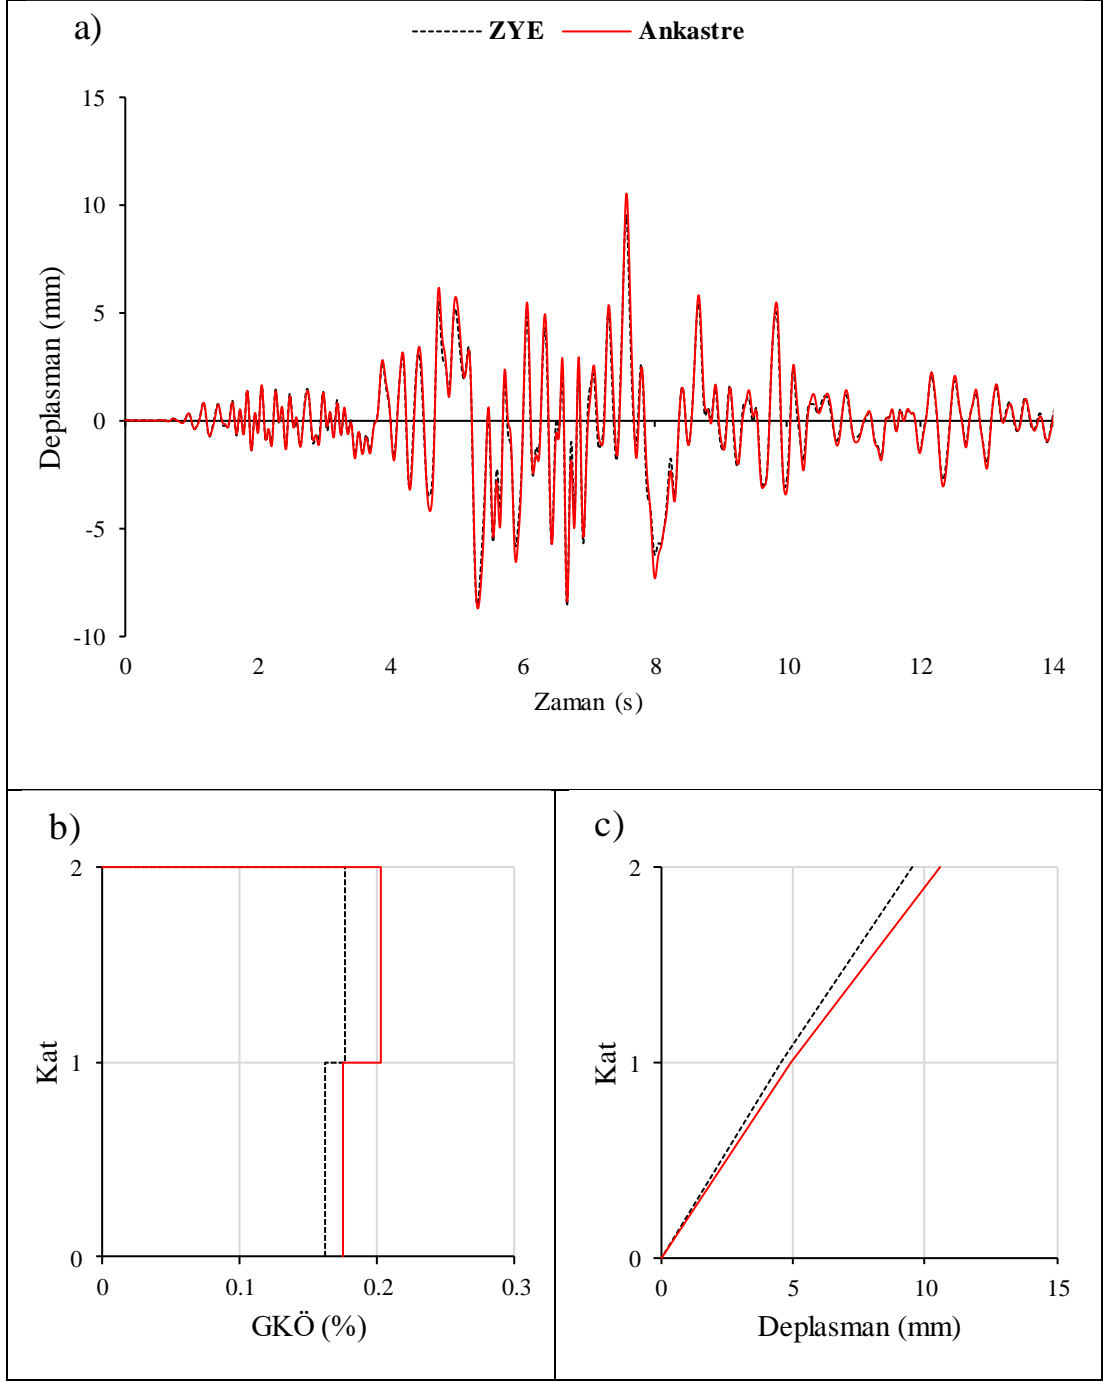 a)
ZYE Ankastre
15
10
5
0
-5
-10
Deplasman (mm)
0 2 4 6 8 10 12 14
Zaman (s)
b)
2
1
0
Kat
0 0.1 0.2 0.3
GKÖ (%)
c)
2
1
0
Kat
0 5 10 15
Deplasman (mm)